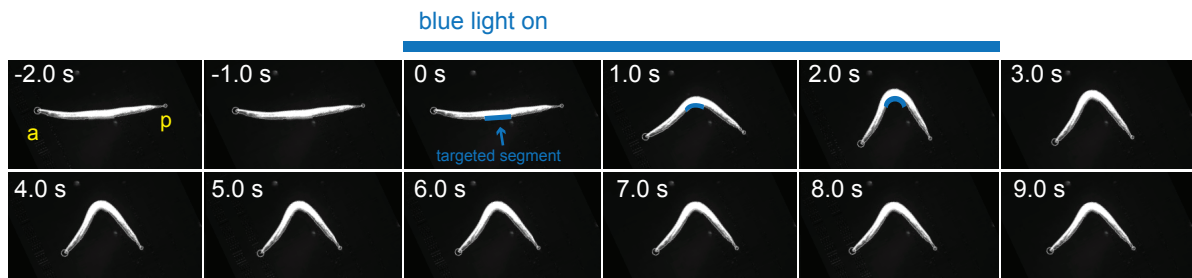 blue light on
-2.0 s
-1.0 s
0 s
1.0 s
2.0 s
3.0 s
a
p
targeted segment
4.0 s
5.0 s
6.0 s
7.0 s
8.0 s
9.0 s